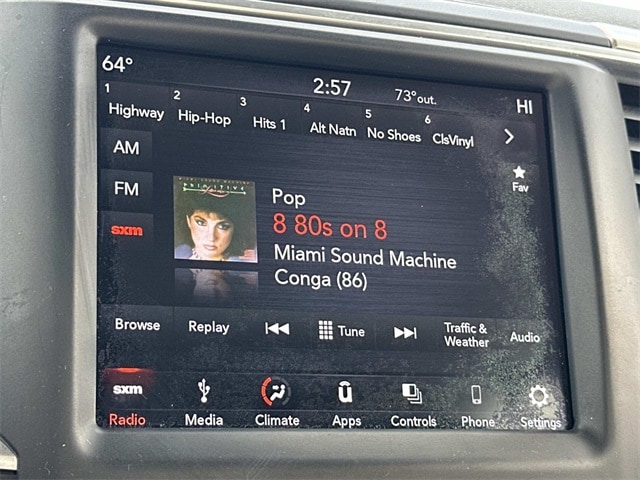 64°
2:57
73°out.
HI
1 Highway
2 Hip-Hop
3 Hits 1
4 Alt Natn
5 No Shoes
6 ClsVinyl
AM
FM
sxm
Fav
PRIMITIVE
Pop
8 80s on 8
Miami Sound Machine
Conga (86)
Browse
Replay
Tune
Traffic &
Weather
Audio
sxm
Radio
Media
Climate
Apps
Controls
Phone
Settings